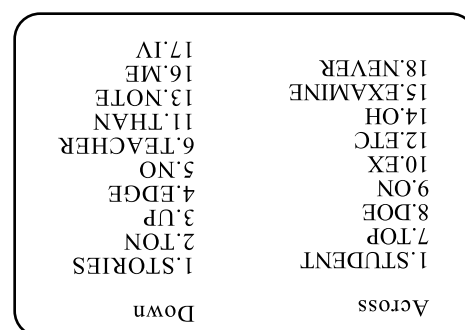 Across
1.STUDENT
7.TOP
8.DOE
9.ON
10.EX
12.ETC
14.OH
15.EXAMINE
18.NEVER
Down
1.STORIES
2.TON
3.UP
4.EDGE
5.NO
6.TEACHER
11.THAN
13.NOTE
16.ME
17.IV